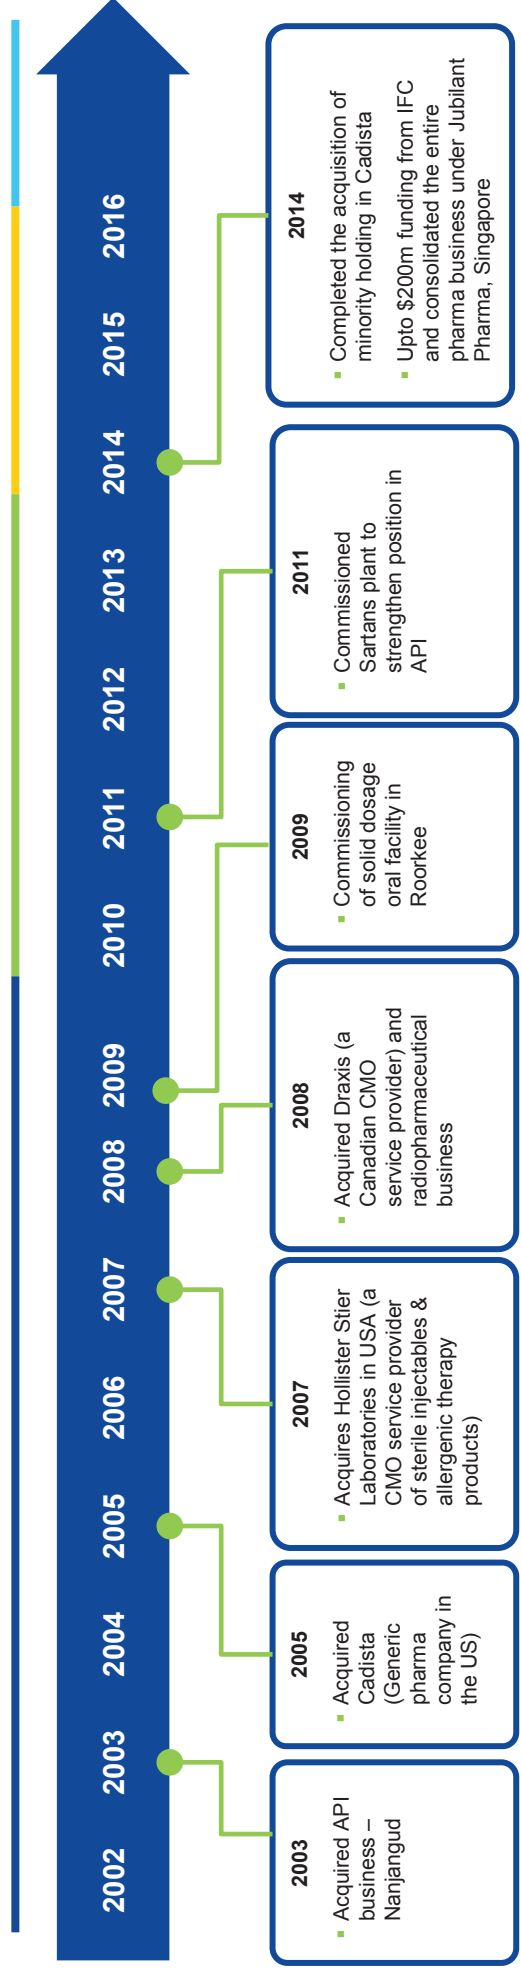 2002 2003 2004 2005 2006 2007 2008 2009 2010 2011 2012 2013 2014 2015 2016
2003
▪ Acquired API
business –
Nanjangud
2005
▪ Acquired
Cadista
(Generic
pharma
company in
the US)
2007
▪ Acquires Hollister Stier
Laboratories in USA (a
CMO service provider
of sterile injectables &
allergenic therapy
products)
2008
▪ Acquired Draxis (a
Canadian CMO
service provider) and
radiopharmaceutical
business
2009
▪ Commissioning
of solid dosage
oral facility in
Roorkee
2011
▪ Commissioned
Sartans plant to
strengthen position in
API
2014
▪ Completed the acquisition of
minority holding in Cadista
▪ Upto $200m funding from IFC
and consolidated the entire
pharma business under Jubilant
Pharma, Singapore